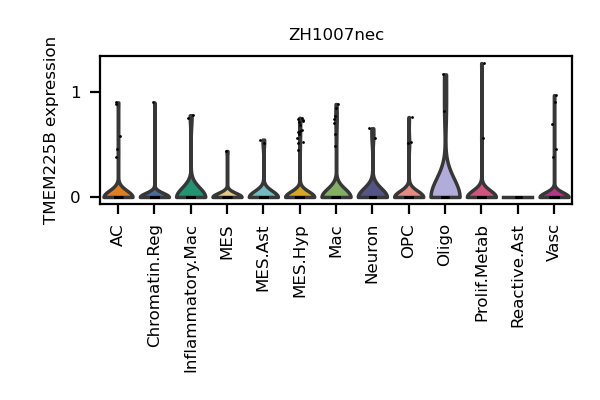 ZH1007nec
TMEM225B expression
1
0
AC
Chromatin.Reg
Inflammatory.Mac
MES
MES.Ast
MES.Hyp
Mac
Neuron
OPC
Oligo
Prolif.Metab
Reactive.Ast
Vasc